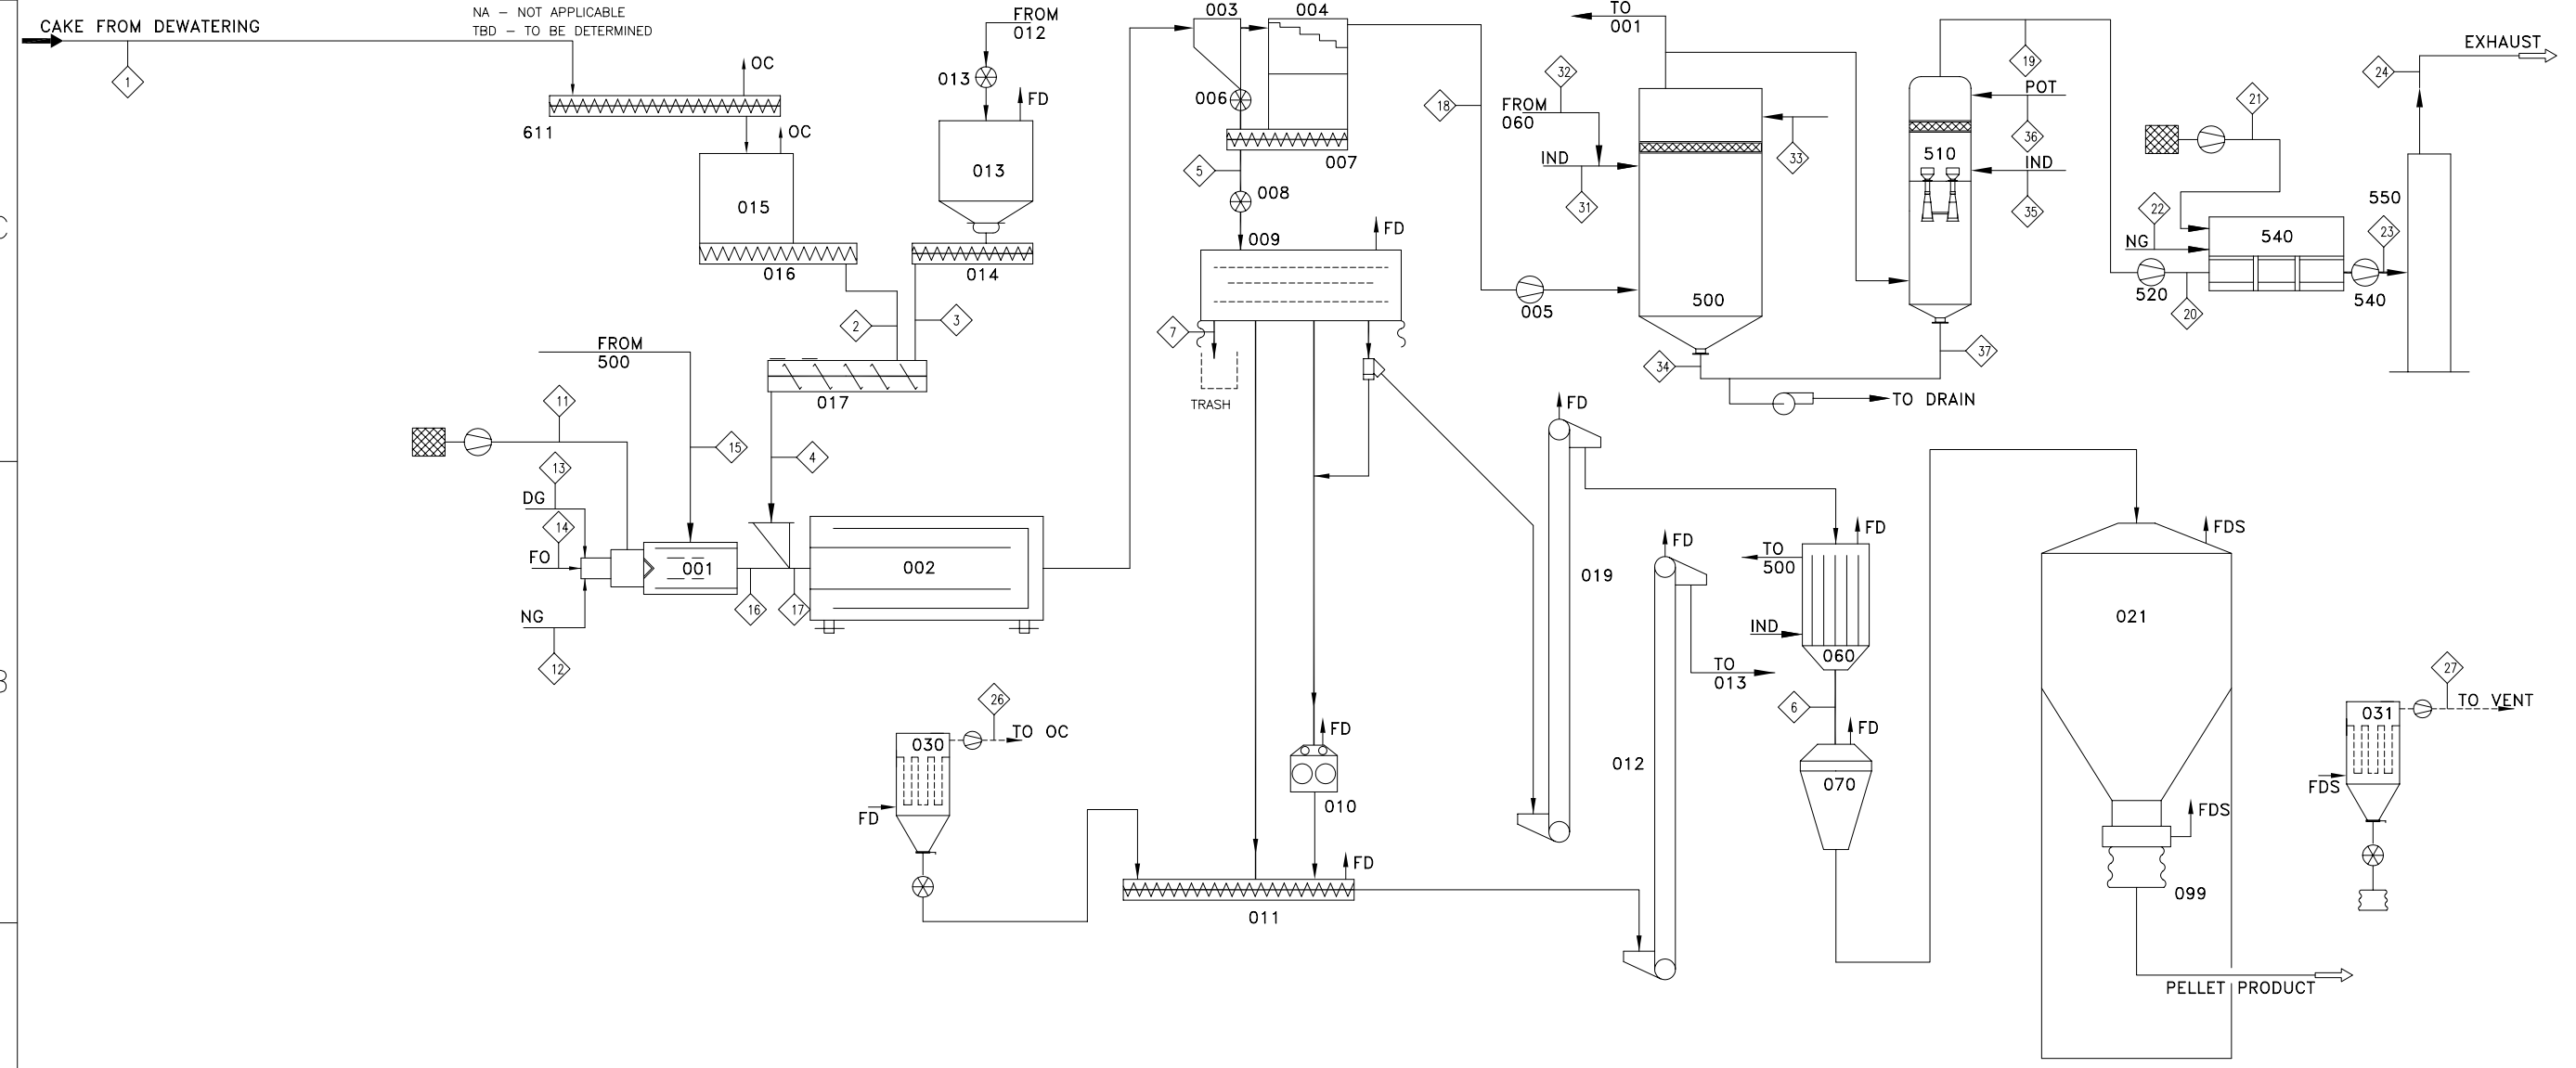 CAKE FROM DEWATERING
NA – NOT APPLICABLE
TBD – TO BE DETERMINED
1
OC
611
OC
015
016
FROM
012
013
FD
013
014
2
3
017
4
FROM
500
15
11
13
DG
14
FO
NG
12
001
16
17
002
003
004
006
007
5
008
009
FD
7
TRASH
18
005
TO
001
32
FROM
060
IND
31
33
500
34
TO DRAIN
37
POT
36
510
IND
35
19
520
20
21
22
NG
540
540
23
550
24
EXHAUST
FD
019
FD
012
TO
013
FD
TO
500
IND
060
6
FD
070
FDS
021
FDS
099
PELLET PRODUCT
27
TO VENT
031
FDS
26
TO OC
030
FD
FD
010
FD
011
B